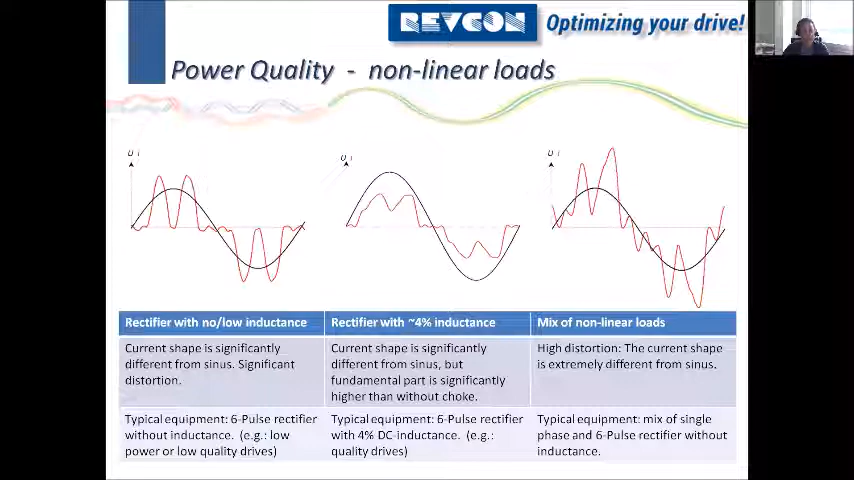 REVCON Optimizing your drive!
Power Quality - non-linear loads
U I
U I
U I
Rectifier with no/low inductance
Rectifier with ~4% inductance
Mix of non-linear loads
Current shape is significantly
different from sinus. Significant
distortion.
Current shape is significantly
different from sinus, but
fundamental part is significantly
higher than without choke.
High distortion: The current shape
is extremely different from sinus.
Typical equipment: 6-Pulse rectifier
without inductance. (e.g.: low
power or low quality drives)
Typical equipment: 6-Pulse rectifier
with 4% DC-inductance. (e.g.:
quality drives)
Typical equipment: mix of single
phase and 6-Pulse rectifier without
inductance.